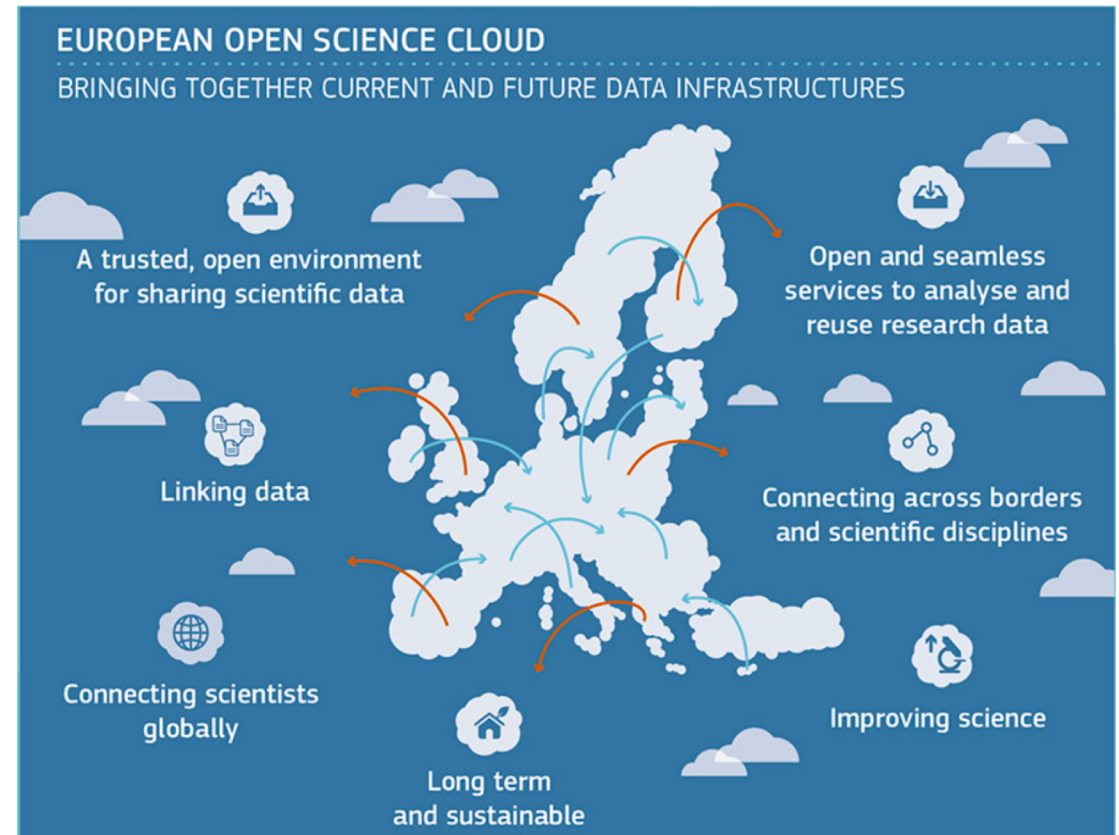 EUROPEAN OPEN SCIENCE CLOUD
BRINGING TOGETHER CURRENT AND FUTURE DATA INFRASTRUCTURES
A trusted, open environment
for sharing scientific data
Open and seamless
services to analyse and
reuse research data
Linking data
Connecting across borders
and scientific disciplines
Connecting scientists
globally
Improving science
Long term
and sustainable